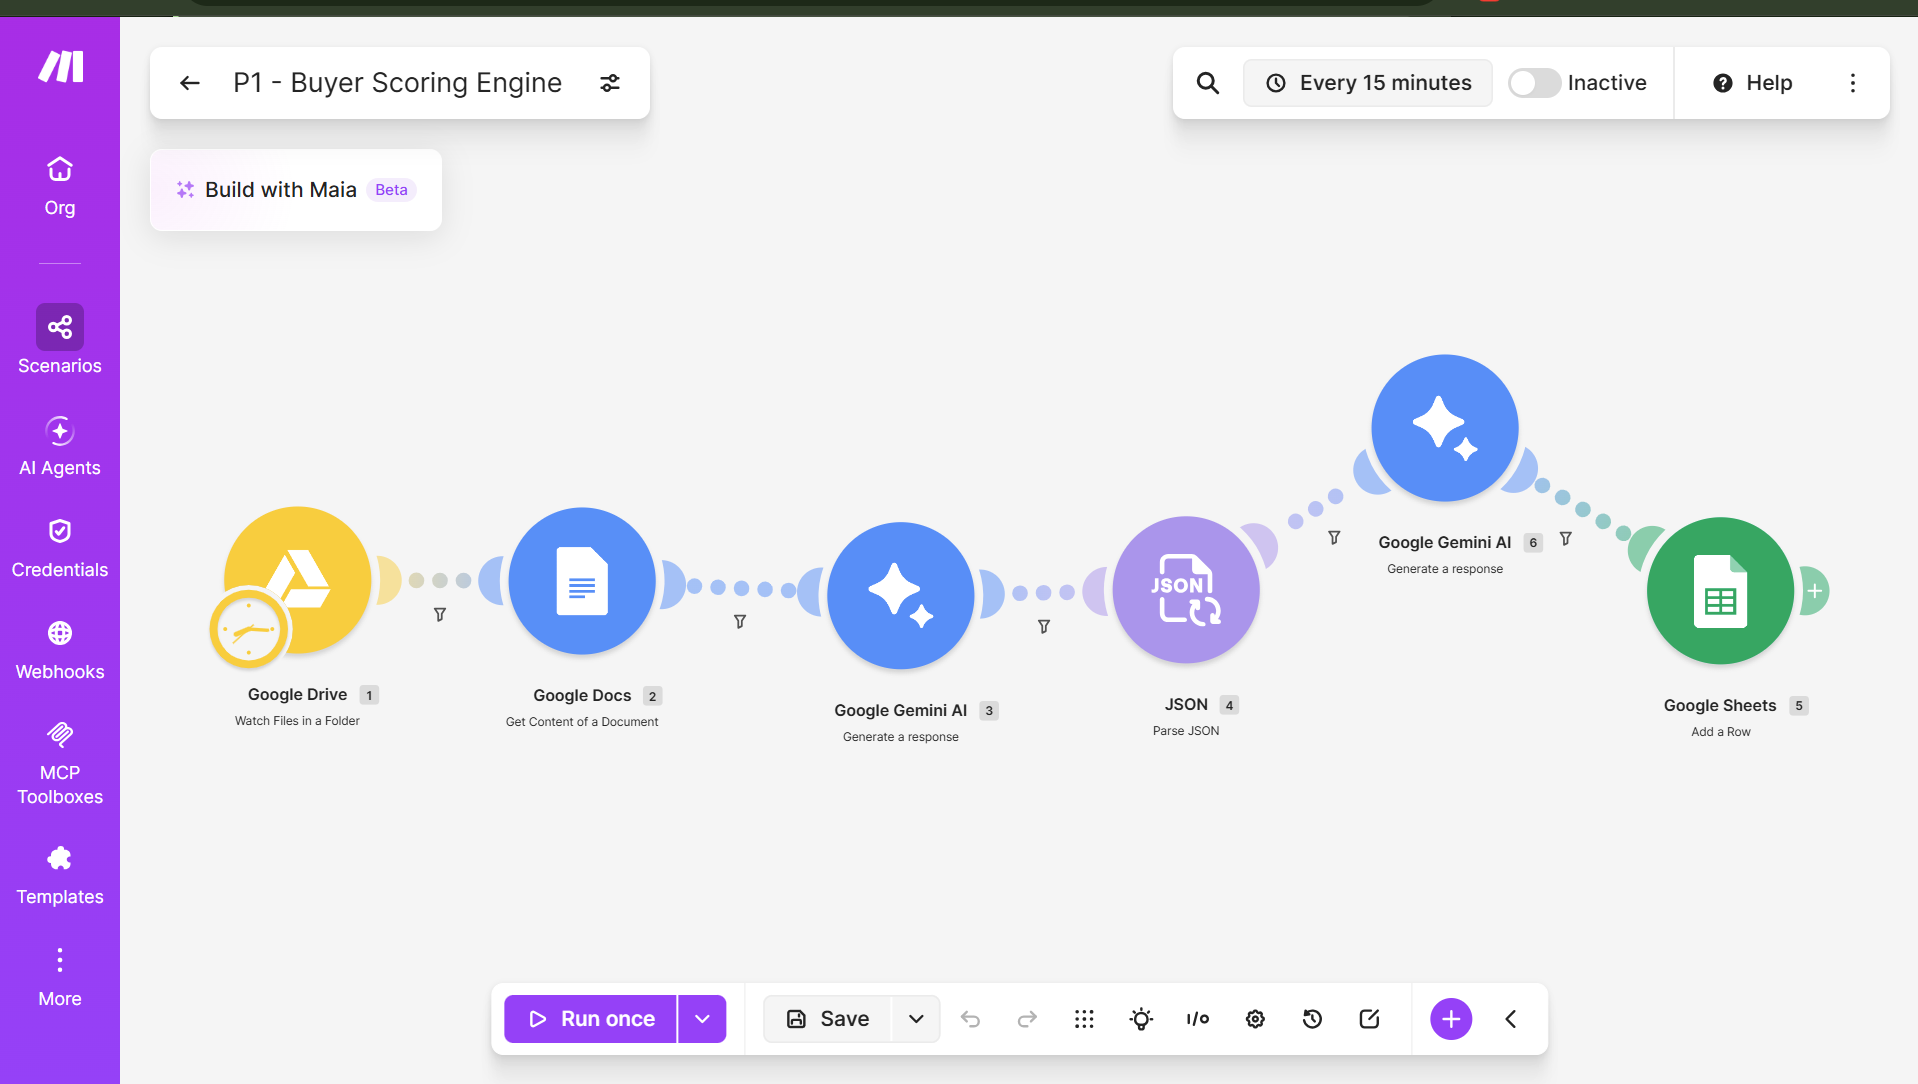 P1 - Buyer Scoring Engine
Every 15 minutes
Inactive
Help
Build with Maia Beta
Org
Scenarios
AI Agents
Credentials
Webhooks
MCP
Toolboxes
Templates
More
Google Drive 1
Watch Files in a Folder
Google Docs 2
Get Content of a Document
Google Gemini AI 3
Generate a response
JSON
JSON 4
Parse JSON
Google Gemini AI 6
Generate a response
Google Sheets 5
Add a Row
Run once
Save